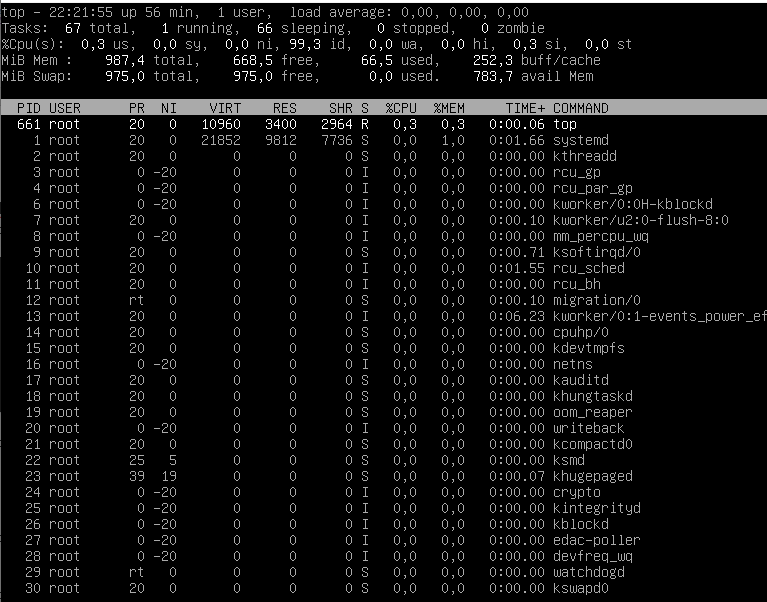 top - 22:21:55 up 56 min,  1 user,  load average: 0,00, 0,00, 0,00
Tasks:  67 total,   1 running,  66 sleeping,   0 stopped,   0 zombie
%Cpu(s):  0,3 us,  0,0 sy,  0,0 ni, 99,3 id,  0,0 wa,  0,0 hi,  0,3 si,  0,0 st
MiB Mem :    987,4 total,    668,5 free,     66,5 used,    252,3 buff/cache
MiB Swap:    975,0 total,    975,0 free,      0,0 used.    783,7 avail Mem
PID USER      PR  NI    VIRT    RES    SHR S  %CPU  %MEM     TIME+ COMMAND
661 root      20   0   10960   3400   2964 R   0,3   0,3   0:00.06 top
1 root      20   0   21852   9812   7736 S   0,0   1,0   0:01.66 systemd
2 root      20   0       0      0      0 S   0,0   0,0   0:00.00 kthreadd
3 root       0 -20       0      0      0 I   0,0   0,0   0:00.00 rcu_gp
4 root       0 -20       0      0      0 I   0,0   0,0   0:00.00 rcu_par_gp
6 root       0 -20       0      0      0 I   0,0   0,0   0:00.00 kworker/0:0H-kblockd
7 root      20   0       0      0      0 I   0,0   0,0   0:00.10 kworker/u2:0-flush-8:0
8 root       0 -20       0      0      0 I   0,0   0,0   0:00.00 mm_percpu_wq
9 root      20   0       0      0      0 S   0,0   0,0   0:00.71 ksoftirqd/0
10 root      20   0       0      0      0 I   0,0   0,0   0:01.55 rcu_sched
11 root      20   0       0      0      0 I   0,0   0,0   0:00.00 rcu_bh
12 root      rt   0       0      0      0 S   0,0   0,0   0:00.10 migration/0
13 root      20   0       0      0      0 I   0,0   0,0   0:06.23 kworker/0:1-events_power_ef
14 root      20   0       0      0      0 S   0,0   0,0   0:00.00 cpuhp/0
15 root      20   0       0      0      0 S   0,0   0,0   0:00.00 kdevtmpfs
16 root       0 -20       0      0      0 I   0,0   0,0   0:00.00 netns
17 root      20   0       0      0      0 S   0,0   0,0   0:00.00 kauditd
18 root      20   0       0      0      0 S   0,0   0,0   0:00.00 khungtaskd
19 root      20   0       0      0      0 S   0,0   0,0   0:00.00 oom_reaper
20 root       0 -20       0      0      0 I   0,0   0,0   0:00.00 writeback
21 root      20   0       0      0      0 S   0,0   0,0   0:00.00 kcompactd0
22 root      25   5       0      0      0 S   0,0   0,0   0:00.00 ksmd
23 root      39  19       0      0      0 S   0,0   0,0   0:00.07 khugepaged
24 root       0 -20       0      0      0 I   0,0   0,0   0:00.00 crypto
25 root       0 -20       0      0      0 I   0,0   0,0   0:00.00 kintegrityd
26 root       0 -20       0      0      0 I   0,0   0,0   0:00.00 kblockd
27 root       0 -20       0      0      0 I   0,0   0,0   0:00.00 edac-poller
28 root       0 -20       0      0      0 I   0,0   0,0   0:00.00 devfreq_wq
29 root      rt   0       0      0      0 S   0,0   0,0   0:00.00 watchdogd
30 root      20   0       0      0      0 S   0,0   0,0   0:00.00 kswapd0